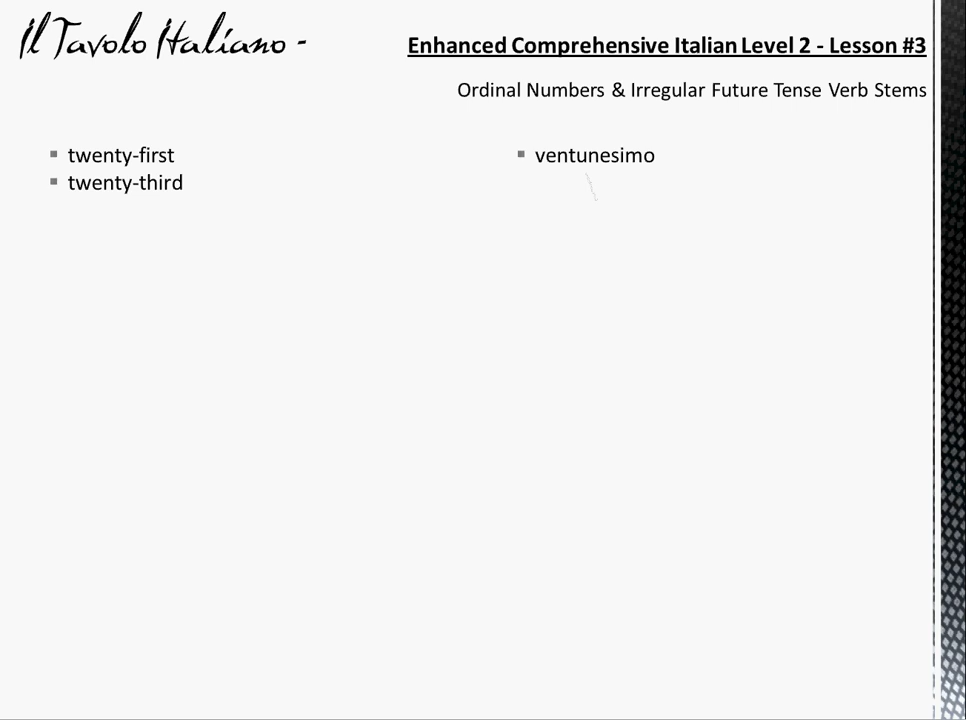 Il Tavolo Italiano -
Enhanced Comprehensive Italian Level 2 - Lesson #3
Ordinal Numbers & Irregular Future Tense Verb Stems
▪ twenty-first
▪ ventunesimo
▪ twenty-third